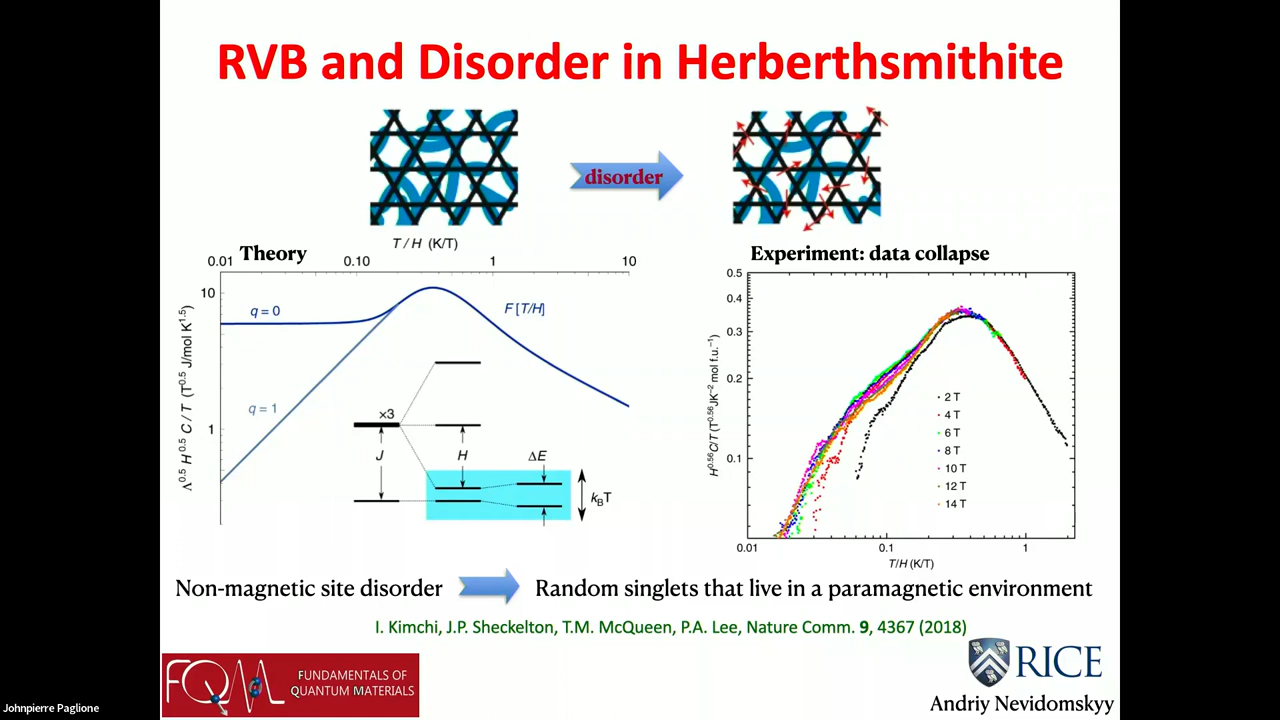 RVB and Disorder in Herberthsmithite
disorder
T / H (K/T)
Theory
0.01 0.10 1 10
10
1
Λ^0.5 H^0.5 C / T (T^0.5 J/mol K^1.5)
q = 0
q = 1
F [T/H]
×3
J
H
ΔE
k_BT
Experiment: data collapse
0.5
0.4
0.3
0.2
0.1
H^0.56C/T (T^0.56JK^-2 mol f.u.^-1)
2 T
4 T
6 T
8 T
10 T
12 T
14 T
0.01 0.1 1
T/H (K/T)
Non-magnetic site disorder
Random singlets that live in a paramagnetic environment
I. Kimchi, J.P. Sheckelton, T.M. McQueen, P.A. Lee, Nature Comm. 9, 4367 (2018)
FQM
FUNDAMENTALS OF
QUANTUM MATERIALS
RICE
Andriy Nevidomskyy
Johnpierre Paglione